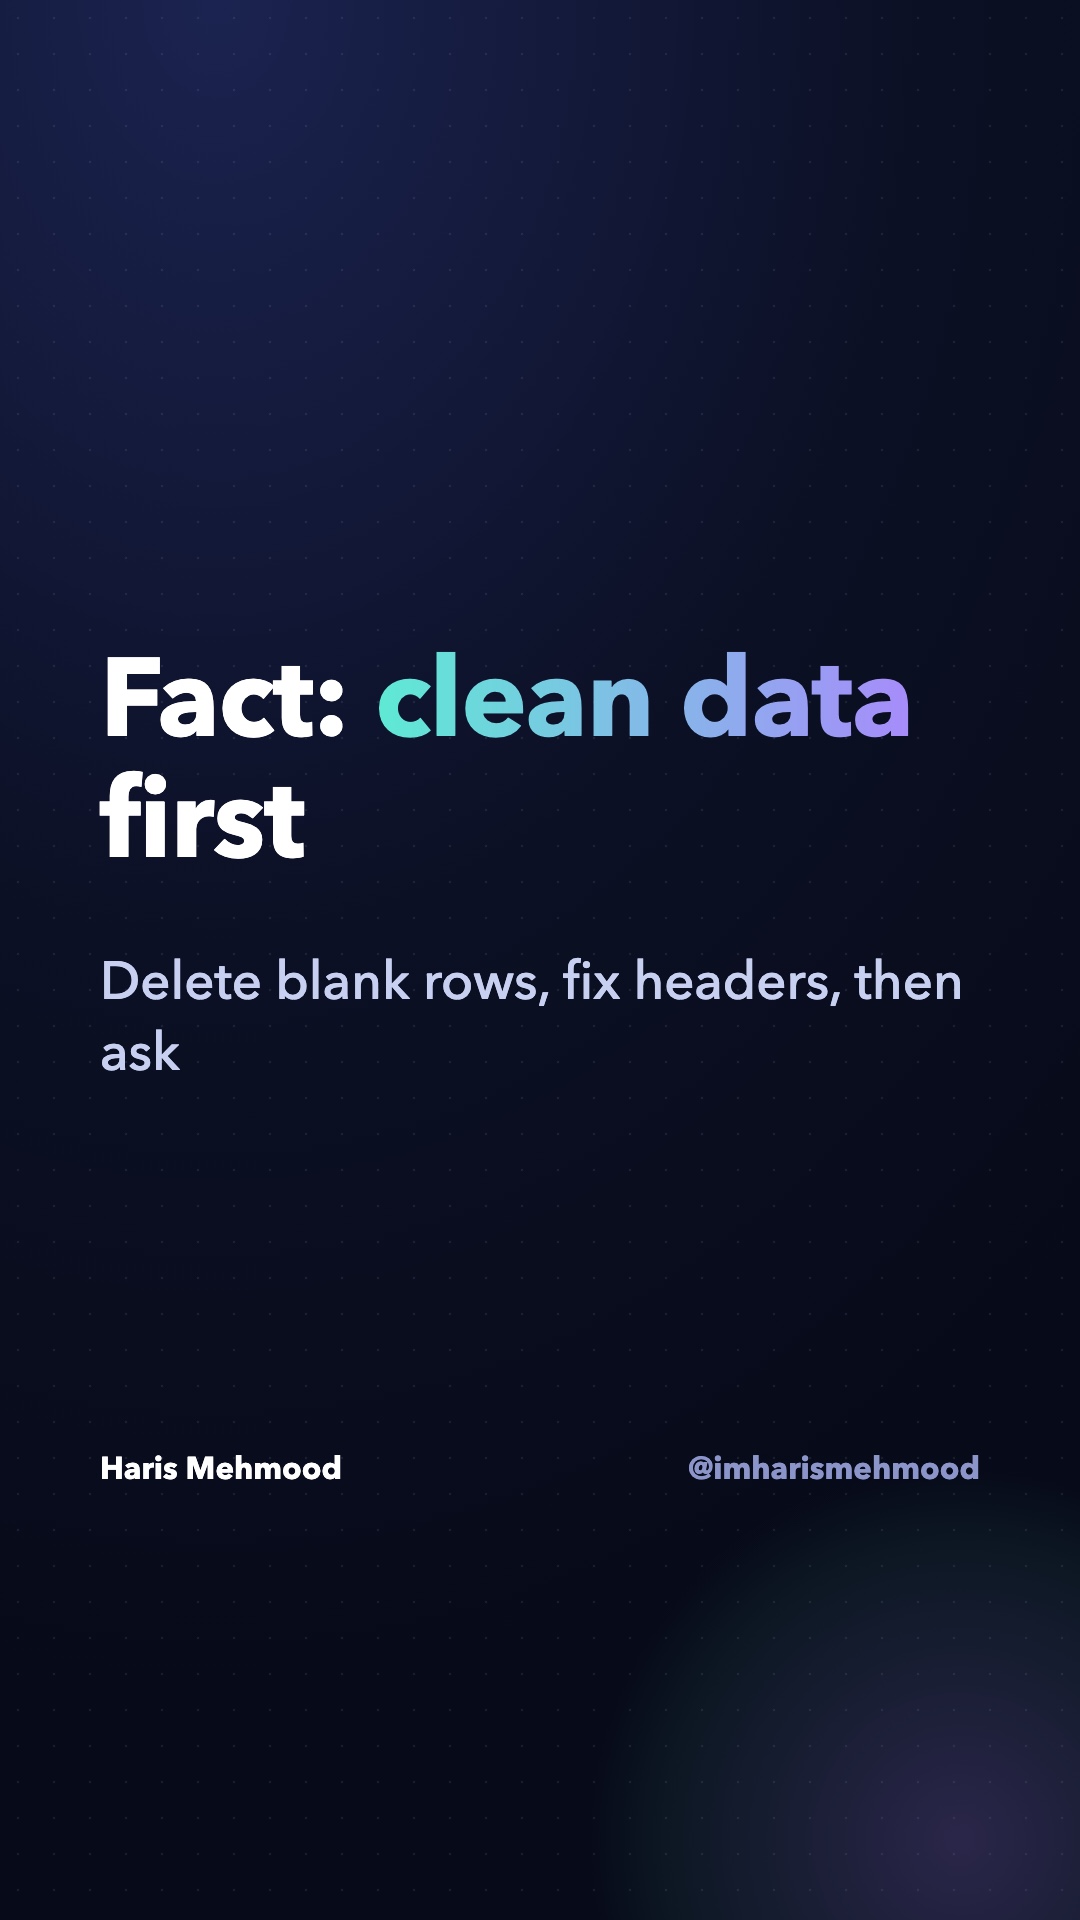 Fact: clean data
first
Delete blank rows, fix headers, then
ask
Haris Mehmood
@imharismehmood